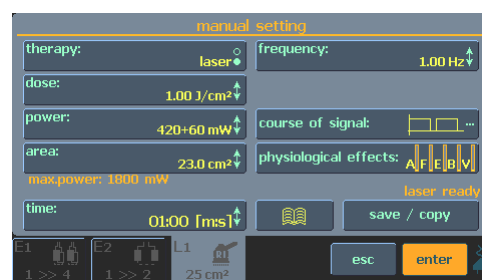 manual setting
therapy:
laser
frequency:
1.00 Hz
dose:
1.00 J/cm²
power:
420+60 mW
course of signal:
...
area:
23.0 cm²
physiological effects:
A F E B V
max.power: 1800 mW
laser ready
time:
01:00 [m:s]
save / copy
E1
1 >> 4
E2
1 >> 2
L1
25 cm²
esc
enter